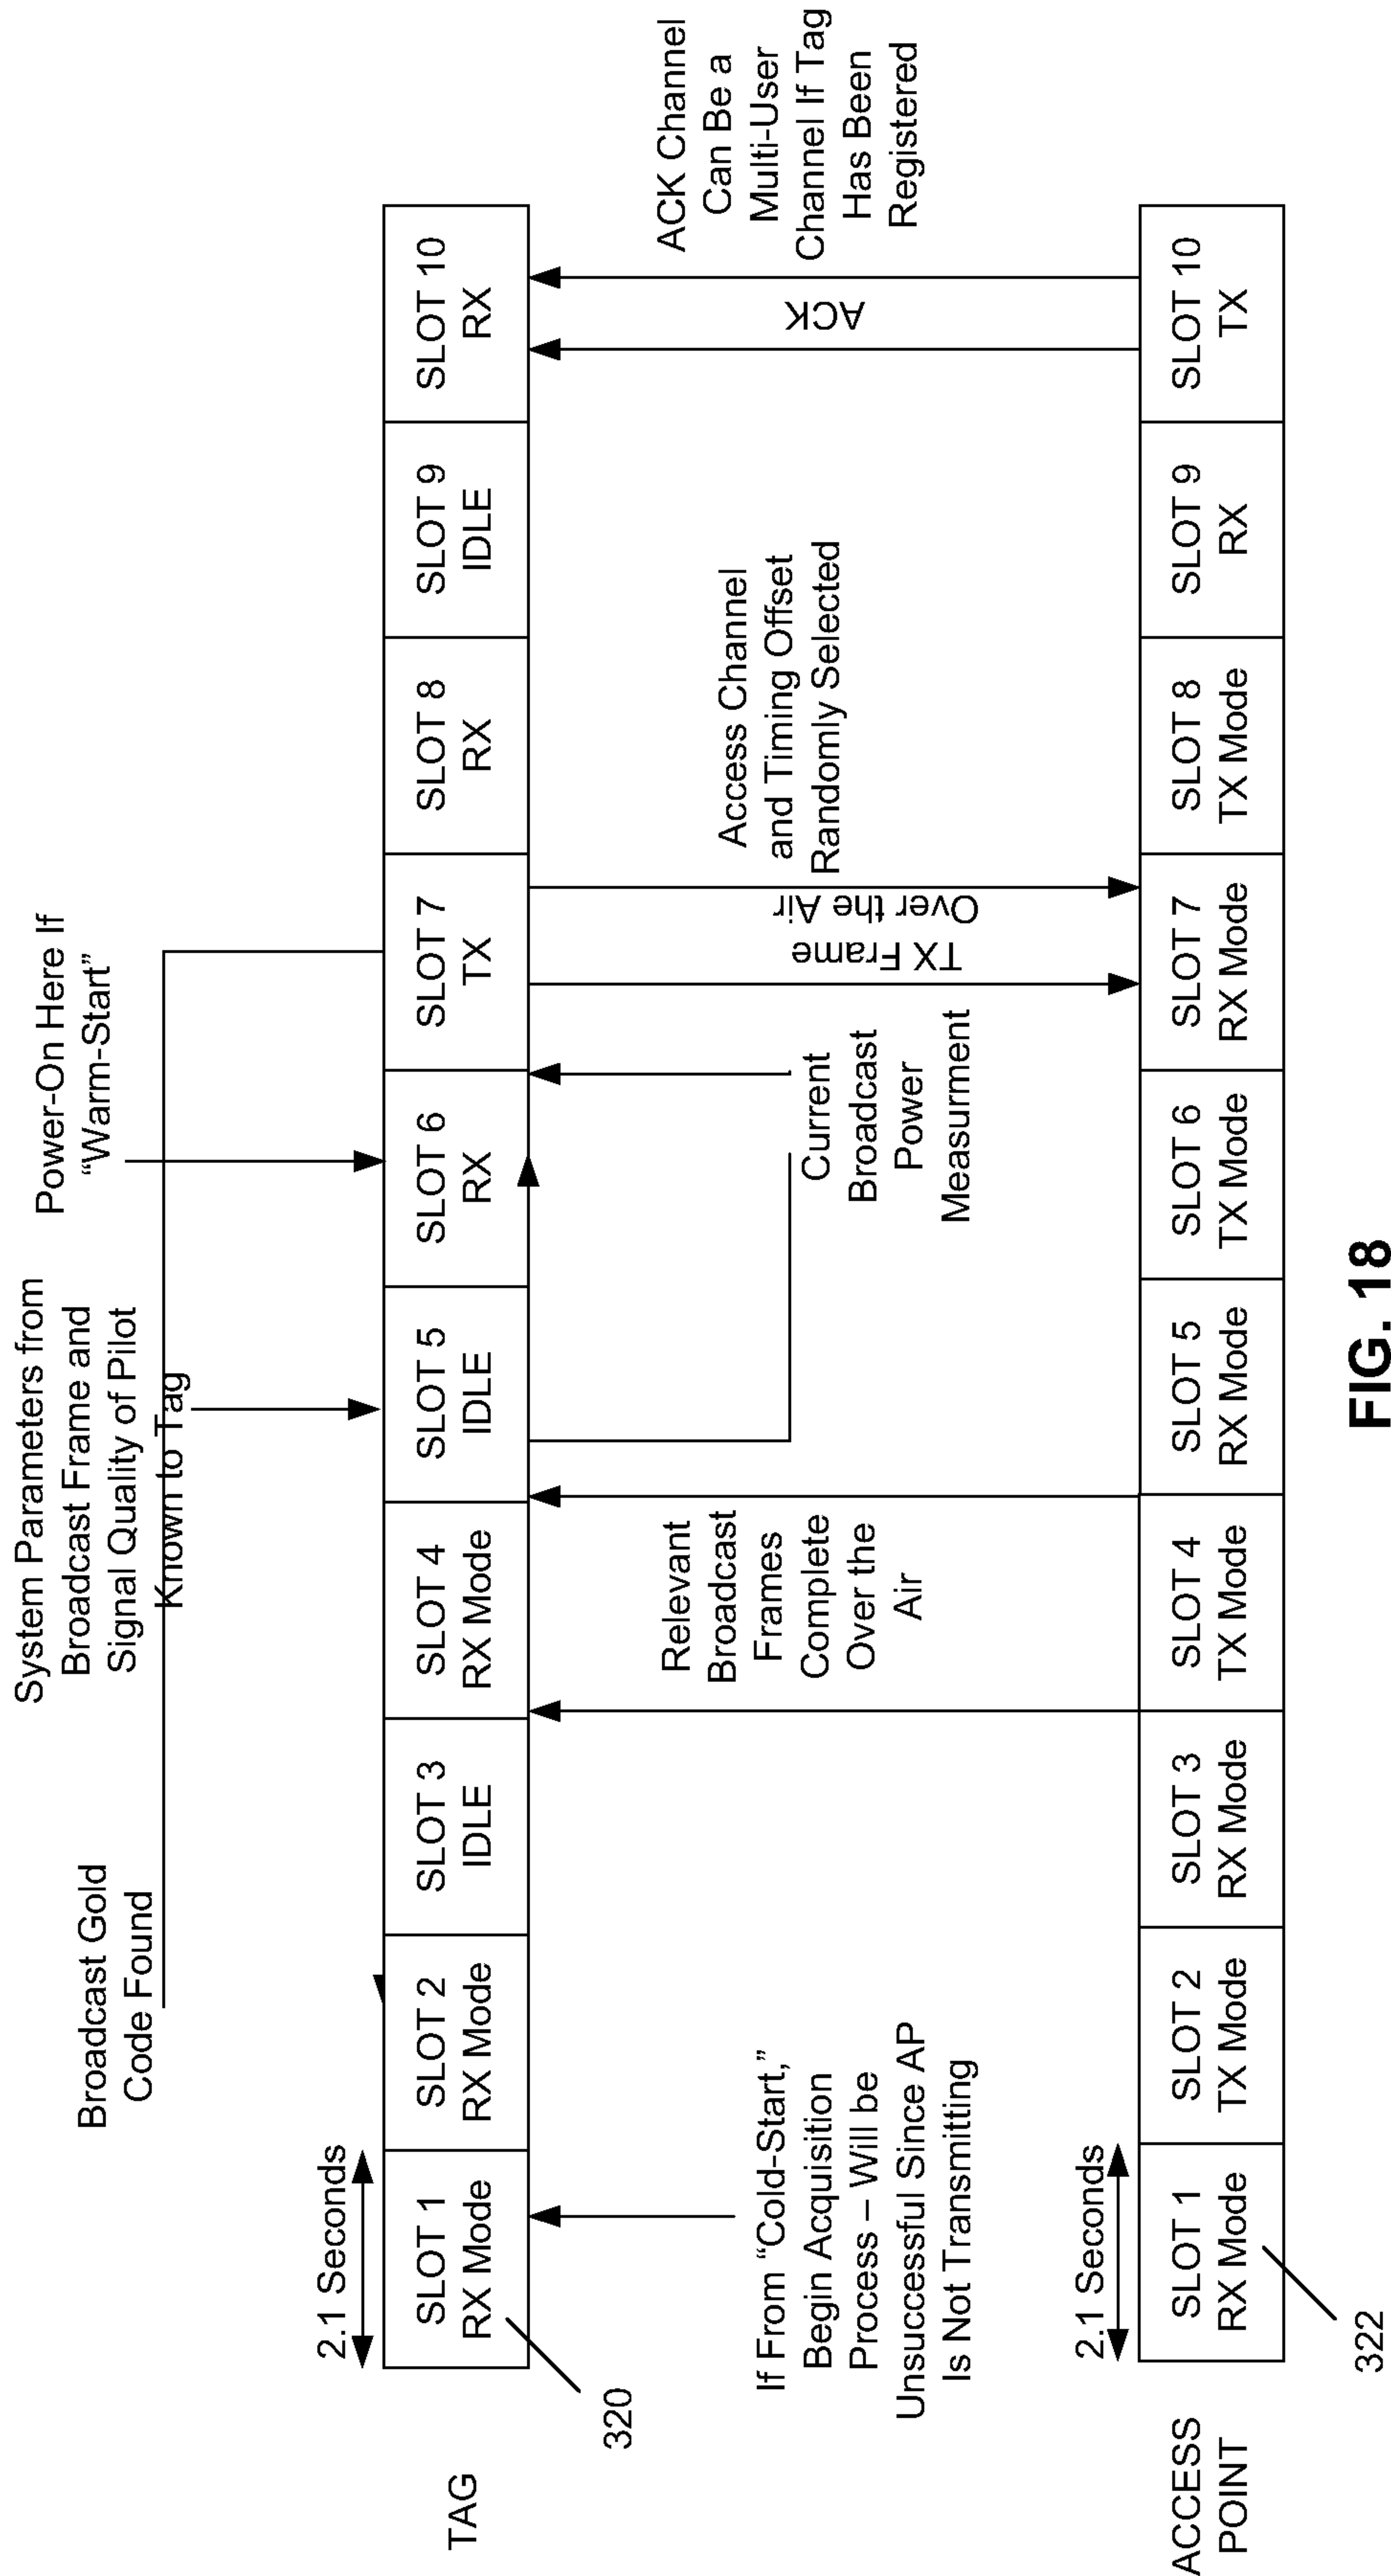 Broadcast Gold
Code Found
System Parameters from
Broadcast Frame and
Signal Quality of Pilot
Known to Tag
Power-On Here If
“Warm-Start”
2.1 Seconds
TAG
SLOT 1
RX Mode
SLOT 2
RX Mode
SLOT 3
IDLE
SLOT 4
RX Mode
SLOT 5
IDLE
SLOT 6
RX
SLOT 7
TX
SLOT 8
RX
SLOT 9
IDLE
SLOT 10
RX
320
If From “Cold-Start,”
Begin Acquisition
Process – Will be
Unsuccessful Since AP
Is Not Transmitting
Relevant
Broadcast
Frames
Complete
Over the
Air
Current
Broadcast
Power
Measurment
TX Frame
Over the Air
Access Channel
and Timing Offset
Randomly Selected
ACK
ACK Channel
Can Be a
Multi-User
Channel If Tag
Has Been
Registered
2.1 Seconds
ACCESS
POINT
SLOT 1
RX Mode
SLOT 2
TX Mode
SLOT 3
RX Mode
SLOT 4
TX Mode
SLOT 5
RX Mode
SLOT 6
TX Mode
SLOT 7
RX Mode
SLOT 8
TX Mode
SLOT 9
RX
SLOT 10
TX
322
FIG. 18